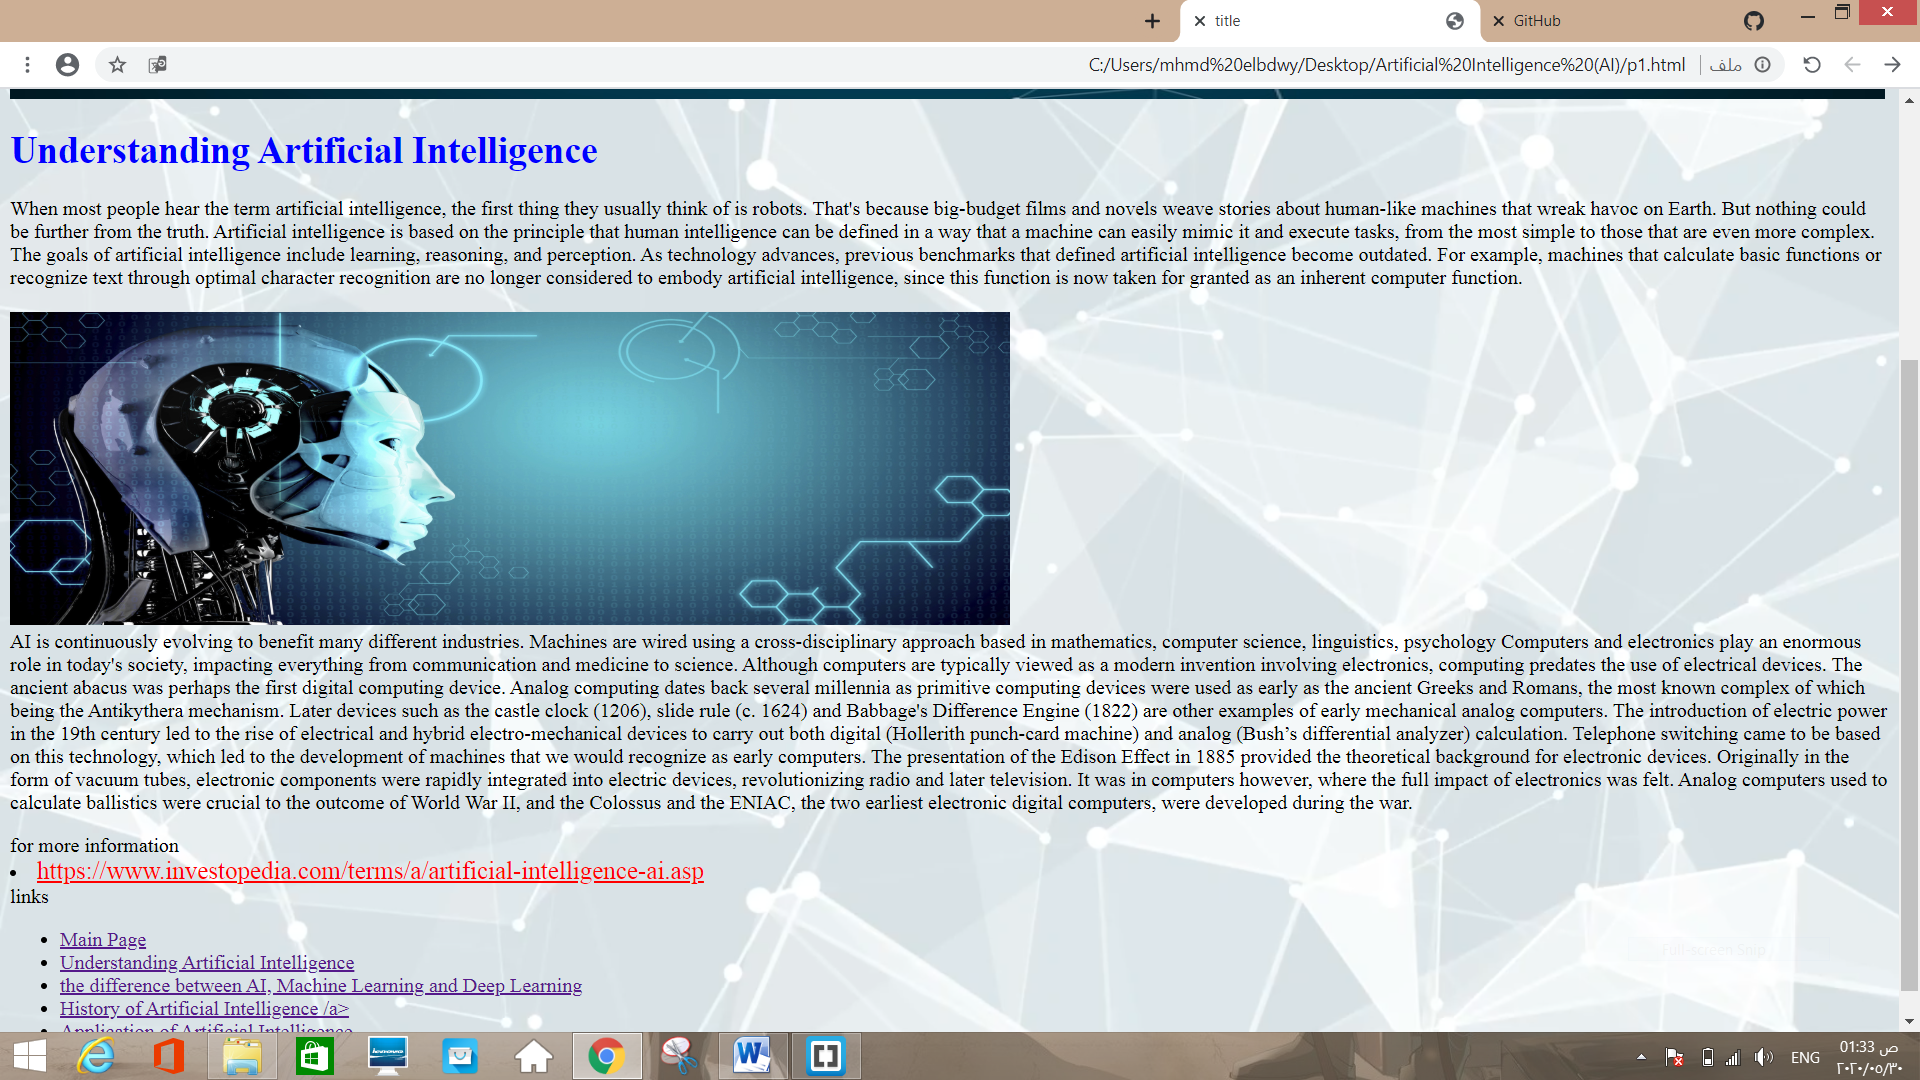 title
GitHub
C:/Users/mhmd%20elbdwy/Desktop/Artificial%20Intelligence%20(AI)/p1.html
ملف
Understanding Artificial Intelligence
When most people hear the term artificial intelligence, the first thing they usually think of is robots. That's because big-budget films and novels weave stories about human-like machines that wreak havoc on Earth. But nothing could
be further from the truth. Artificial intelligence is based on the principle that human intelligence can be defined in a way that a machine can easily mimic it and execute tasks, from the most simple to those that are even more complex.
The goals of artificial intelligence include learning, reasoning, and perception. As technology advances, previous benchmarks that defined artificial intelligence become outdated. For example, machines that calculate basic functions or
recognize text through optimal character recognition are no longer considered to embody artificial intelligence, since this function is now taken for granted as an inherent computer function.
AI is continuously evolving to benefit many different industries. Machines are wired using a cross-disciplinary approach based in mathematics, computer science, linguistics, psychology Computers and electronics play an enormous
role in today's society, impacting everything from communication and medicine to science. Although computers are typically viewed as a modern invention involving electronics, computing predates the use of electrical devices. The
ancient abacus was perhaps the first digital computing device. Analog computing dates back several millennia as primitive computing devices were used as early as the ancient Greeks and Romans, the most known complex of which
being the Antikythera mechanism. Later devices such as the castle clock (1206), slide rule (c. 1624) and Babbage's Difference Engine (1822) are other examples of early mechanical analog computers. The introduction of electric power
in the 19th century led to the rise of electrical and hybrid electro-mechanical devices to carry out both digital (Hollerith punch-card machine) and analog (Bush’s differential analyzer) calculation. Telephone switching came to be based
on this technology, which led to the development of machines that we would recognize as early computers. The presentation of the Edison Effect in 1885 provided the theoretical background for electronic devices. Originally in the
form of vacuum tubes, electronic components were rapidly integrated into electric devices, revolutionizing radio and later television. It was in computers however, where the full impact of electronics was felt. Analog computers used to
calculate ballistics were crucial to the outcome of World War II, and the Colossus and the ENIAC, the two earliest electronic digital computers, were developed during the war.
for more information
https://www.investopedia.com/terms/a/artificial-intelligence-ai.asp
links
Main Page
Understanding Artificial Intelligence
the difference between AI, Machine Learning and Deep Learning
History of Artificial Intelligence /a>
Application of Artificial Intelligence
Full-screen Snip
ENG
01:33 ص
٢٠٢٠/٠٥/٣٠